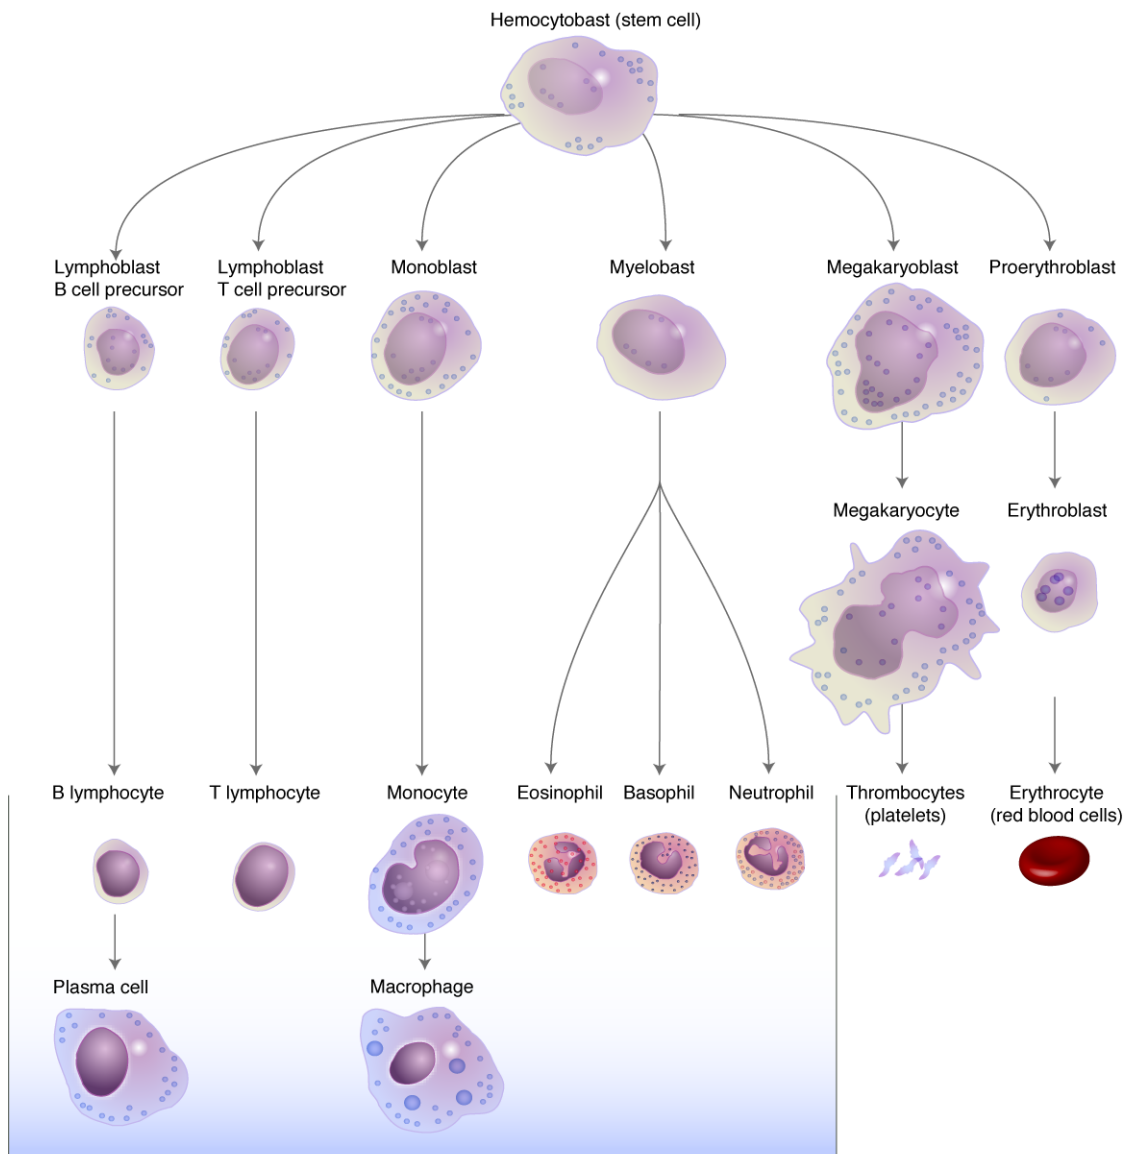 Hemocytobast (stem cell)
Lymphoblast
B cell precursor
Lymphoblast
T cell precursor
Monoblast
Myelobast
Megakaryoblast
Proerythroblast
Megakaryocyte
Erythroblast
B lymphocyte
T lymphocyte
Monocyte
Eosinophil
Basophil
Neutrophil
Thrombocytes
(platelets)
Erythrocyte
(red blood cells)
Plasma cell
Macrophage